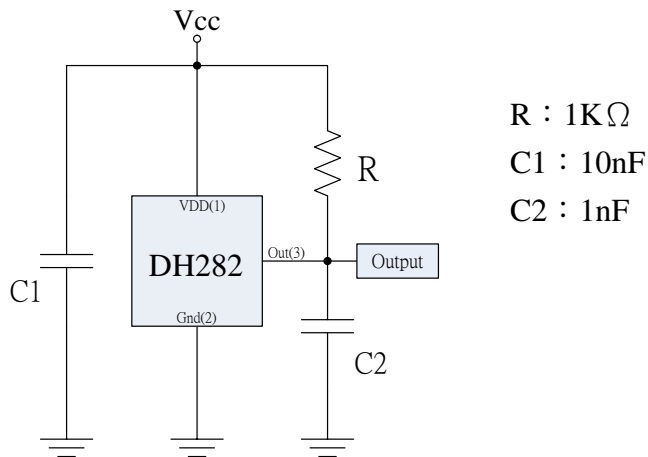 Vcc
R：1KΩ
C1：10nF
C2：1nF
R
VDD(1)
DH282
Out(3)
Output
Gnd(2)
C1
C2